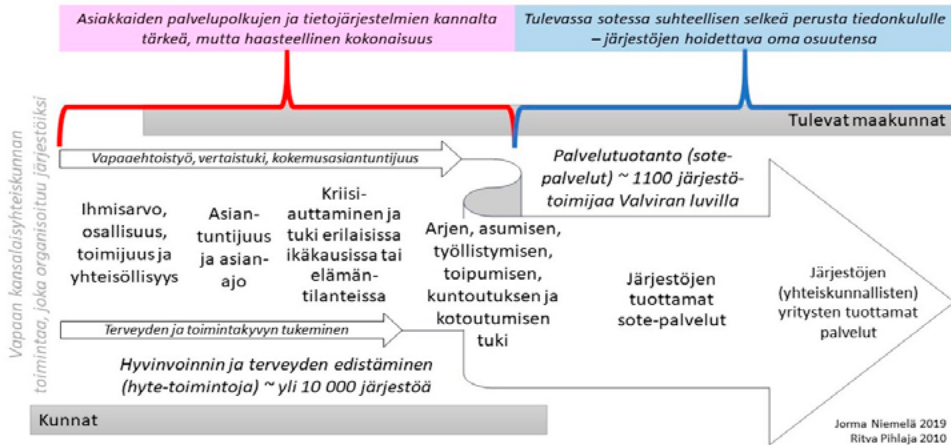 Asiakkaiden palvelupolkujen ja tietojärjestelmien kannalta
tärkeä, mutta haasteellinen kokonaisuus
Tulevassa sotessa suhteellisen selkeä perusta tiedonkululle
– järjestöjen hoidettava oma osuutensa
Tulevat maakunnat
Vapaan kansalaisyhteiskunnan
toimintaa, joka organisoituu järjestöiksi
Vapaaehtoistyö, vertaistuki, kokemusasiantuntijuus
Palvelutuotanto (sote-
palvelut) ~ 1100 järjestö-
toimijaa Valviran luvilla
Ihmisarvo,
osallisuus,
toimijuus ja
yhteisöllisyys
Asian-
tuntijuus
ja asian-
ajo
Kriisi-
auttaminen ja
tuki erilaisissa
ikäkausissa tai
elämän-
tilanteissa
Arjen, asumisen,
työllistymisen,
toipumisen,
kuntoutuksen ja
kotoutumisen
tuki
Järjestöjen
tuottamat
sote-palvelut
Järjestöjen
(yhteiskunnallisten)
yritysten tuottamat
palvelut
Terveyden ja toimintakyvyn tukeminen
Hyvinvoinnin ja terveyden edistäminen
(hyte-toimintoja) ~ yli 10 000 järjestöä
Kunnat
Jorma Niemelä 2019
Ritva Pihlaja 2010